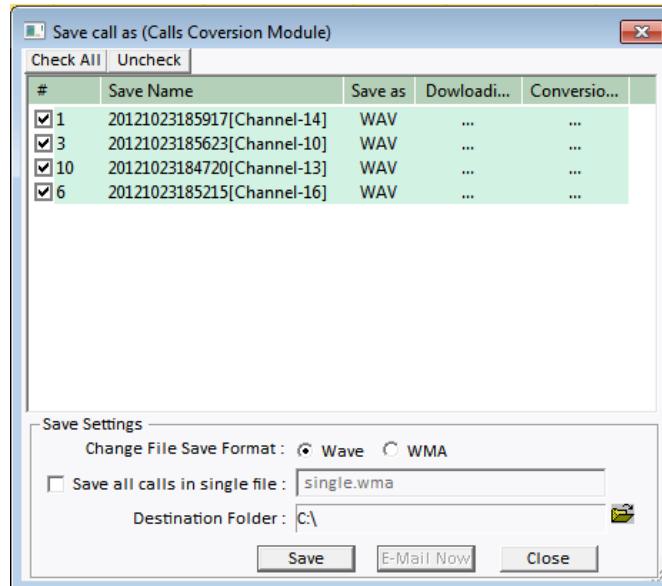 Save call as (Calls Coversion Module)
Check All Uncheck
# Save Name Save as Dowloadi... Conversio...
1 20121023185917[Channel-14] WAV ... ...
3 20121023185623[Channel-10] WAV ... ...
10 20121023184720[Channel-13] WAV ... ...
6 20121023185215[Channel-16] WAV ... ...
Save Settings
Change File Save Format : Wave WMA
Save all calls in single file : single.wma
Destination Folder : C:\
Save E-Mail Now Close